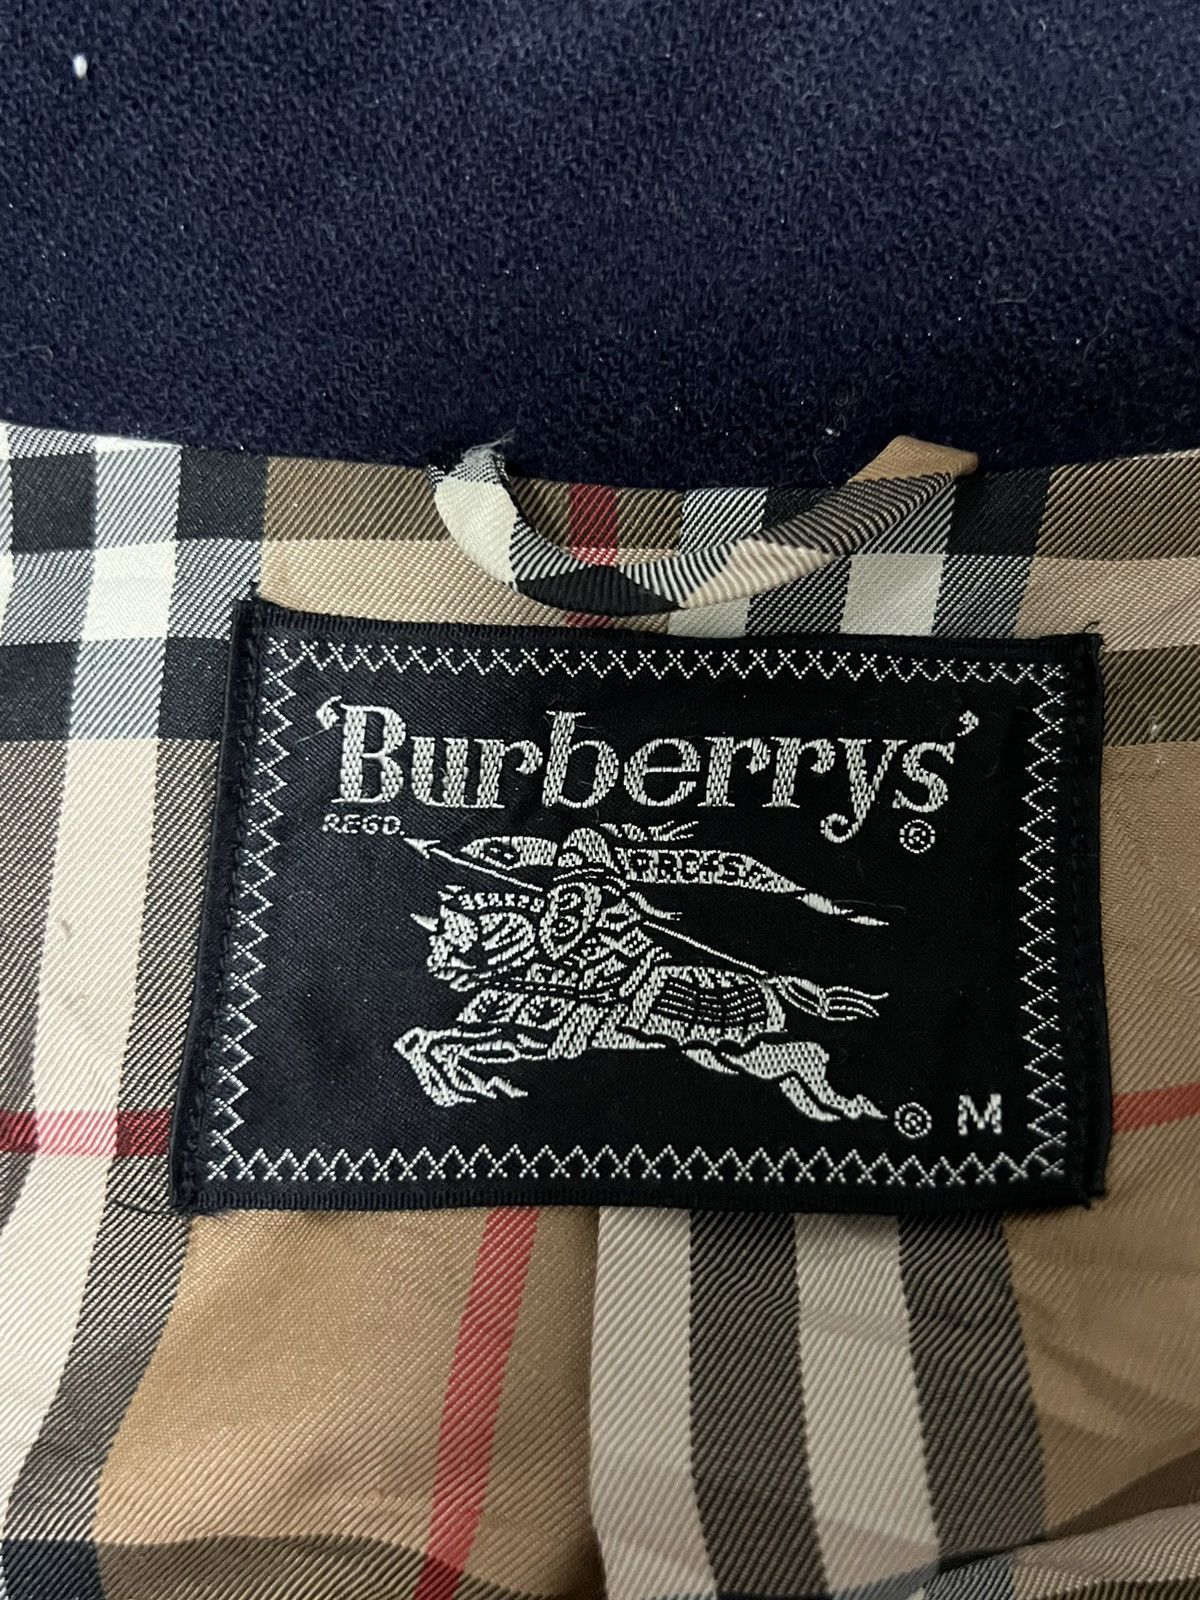 'Burberrys'
REGD. ®
® M